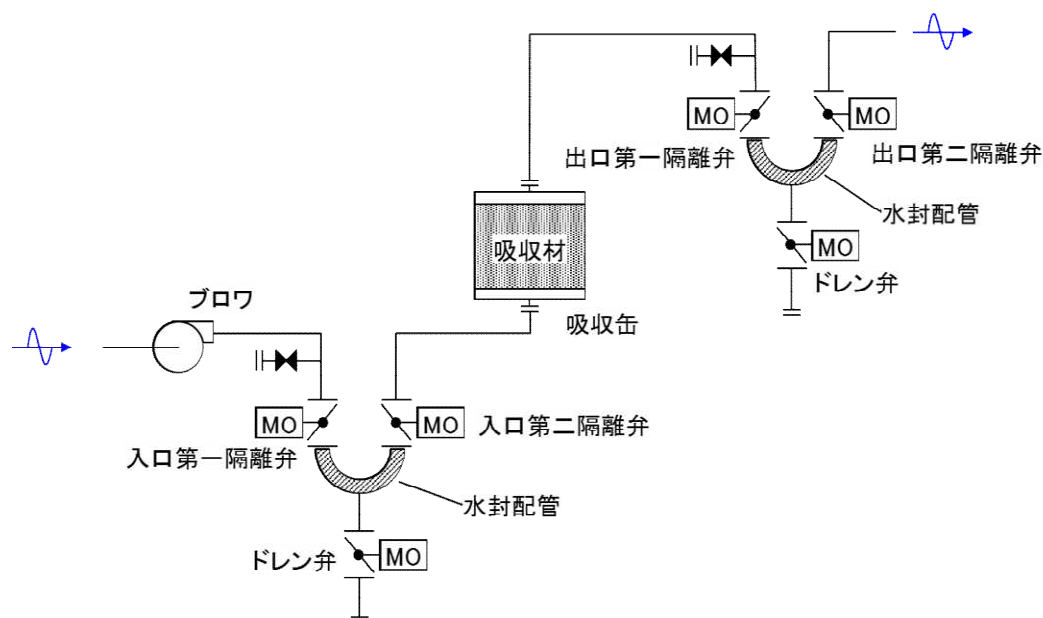 MO
MO
出口第一隔離弁
出口第二隔離弁
水封配管
吸収材
MO
ドレン弁
ブロワ
吸収缶
MO
MO
入口第二隔離弁
入口第一隔離弁
水封配管
ドレン弁
MO